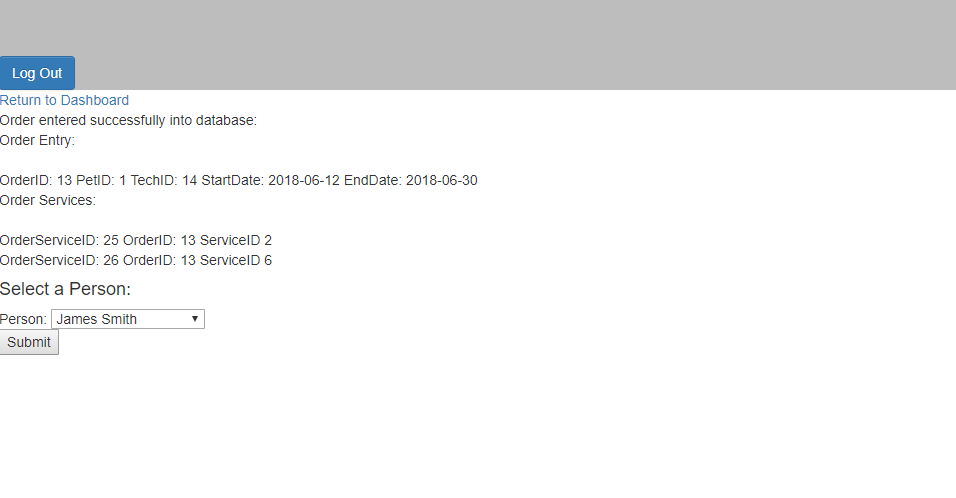 Log Out
Return to Dashboard
Order entered successfully into database:
Order Entry:
OrderID: 13 PetID: 1 TechID: 14 StartDate: 2018-06-12 EndDate: 2018-06-30
Order Services:
OrderServiceID: 25 OrderID: 13 ServiceID 2
OrderServiceID: 26 OrderID: 13 ServiceID 6
Select a Person:
Person: James Smith
Submit